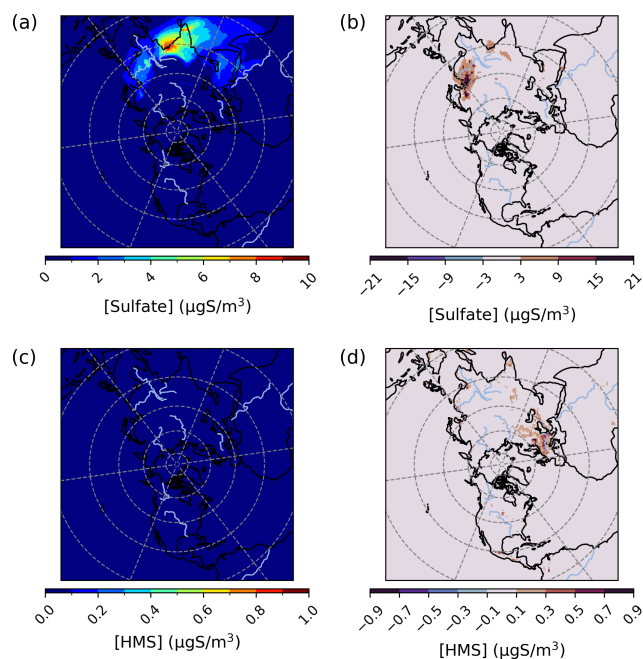 (a)
(b)
0 2 4 6 8 10
[Sulfate] (μgS/m³)
−21 −15 −9 −3 3 9 15 21
[Sulfate] (μgS/m³)
(c)
(d)
0.0 0.2 0.4 0.6 0.8 1.0
[HMS] (μgS/m³)
−0.9 −0.7 −0.5 −0.3 −0.1 0.1 0.3 0.5 0.7 0.9
[HMS] (μgS/m³)